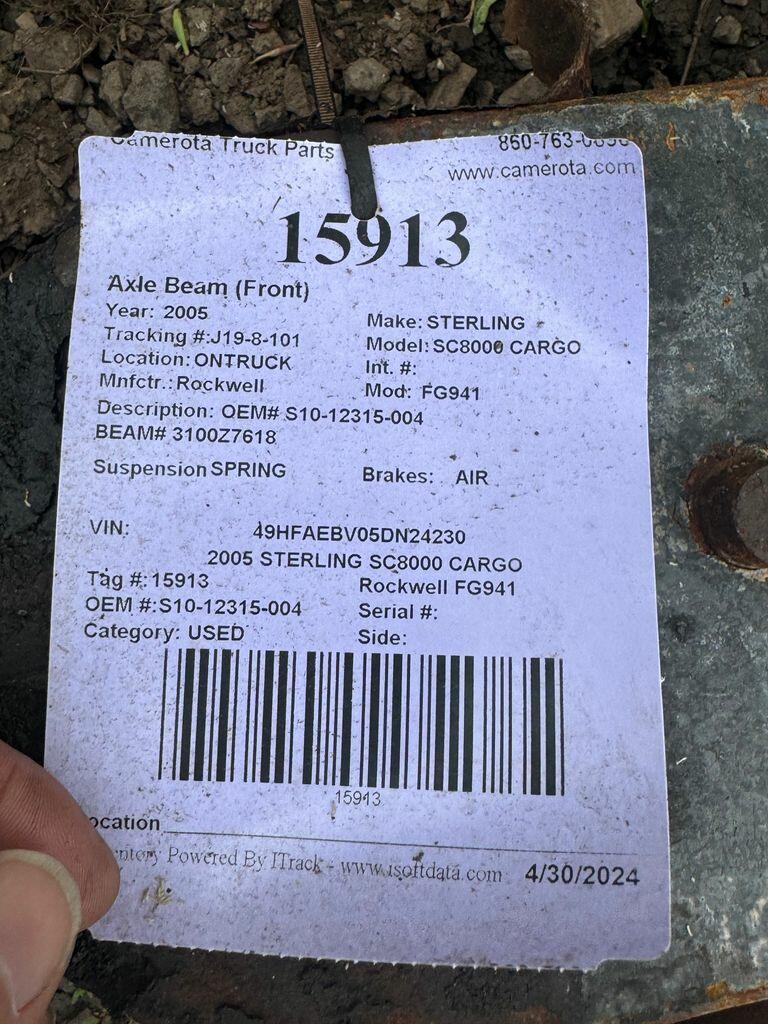 Camerota Truck Parts 860-763-
www.camerota.com
15913
Axle Beam (Front)
Year: 2005 Make: STERLING
Tracking #:J19-8-101 Model: SC8000 CARGO
Location: ONTRUCK Int. #:
Mnfctr.: Rockwell Mod: FG941
Description: OEM# S10-12315-004
BEAM# 3100Z7618
Suspension SPRING Brakes: AIR
VIN: 49HFAEBV05DN24230
2005 STERLING SC8000 CARGO
Tag #: 15913 Rockwell FG941
OEM #:S10-12315-004 Serial #:
Category: USED Side:
15913
ocation
entory Powered By ITrack - www.isoftdata.com 4/30/2024